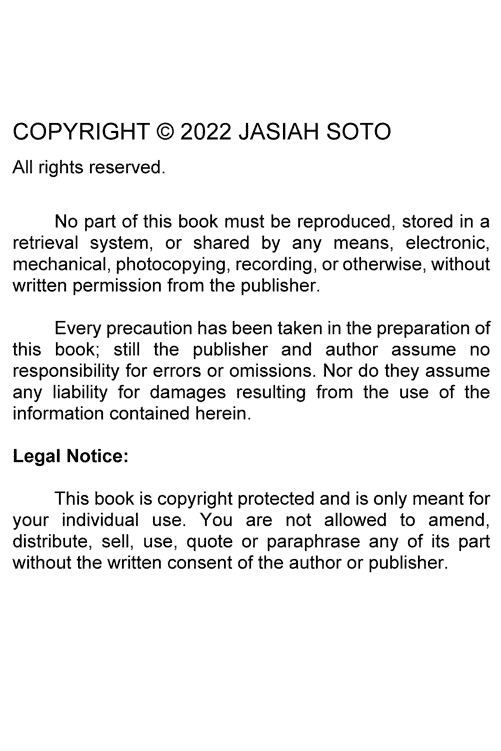 COPYRIGHT © 2022 JASIAH SOTO
All rights reserved.
No part of this book must be reproduced, stored in a
retrieval system, or shared by any means, electronic,
mechanical, photocopying, recording, or otherwise, without
written permission from the publisher.
Every precaution has been taken in the preparation of
this book; still the publisher and author assume no
responsibility for errors or omissions. Nor do they assume
any liability for damages resulting from the use of the
information contained herein.
Legal Notice:
This book is copyright protected and is only meant for
your individual use. You are not allowed to amend,
distribute, sell, use, quote or paraphrase any of its part
without the written consent of the author or publisher.